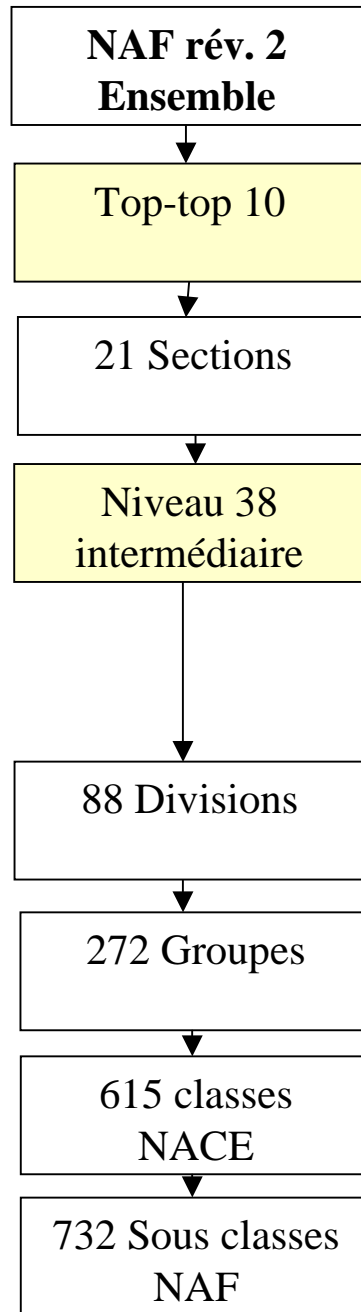 NAF rév. 2
Ensemble
Top-top 10
21 Sections
Niveau 38
intermédiaire
88 Divisions
272 Groupes
615 classes
NACE
732 Sous classes
NAF